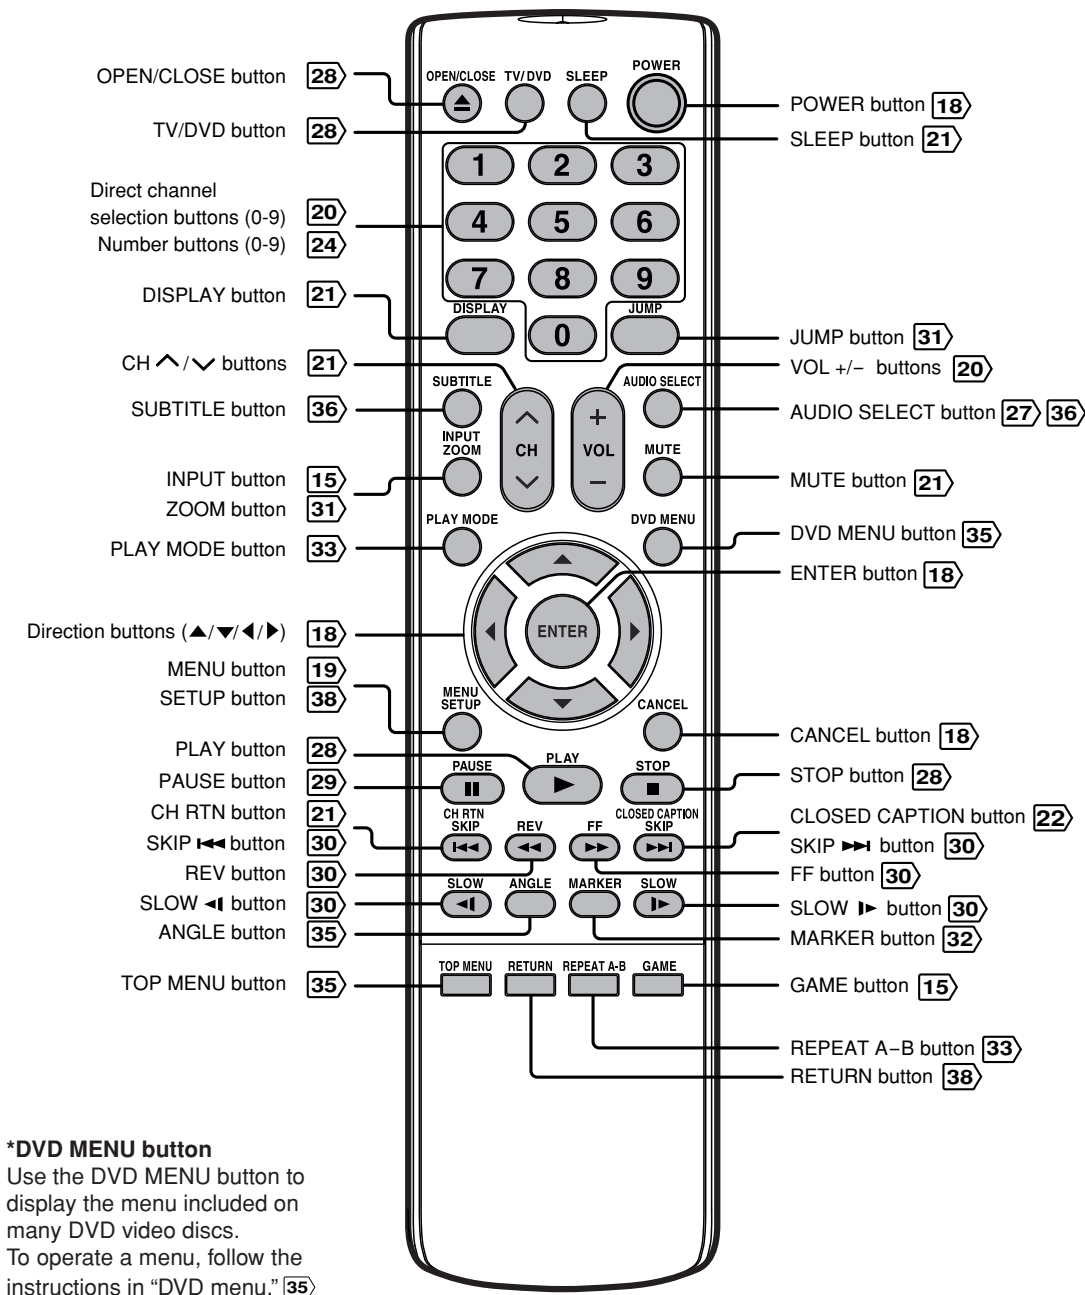 OPEN/CLOSE button 28
TV/DVD button 28
Direct channel
selection buttons (0-9) 20
Number buttons (0-9) 24
DISPLAY button 21
CH / buttons 21
SUBTITLE button 36
INPUT button 15
ZOOM button 31
PLAY MODE button 33
Direction buttons (▲/▼/◀/▶) 18
MENU button 19
SETUP button 38
PLAY button 28
PAUSE button 29
CH RTN button 21
SKIP ⏮ button 30
REV button 30
SLOW ◀I button 30
ANGLE button 35
TOP MENU button 35
OPEN/CLOSE TV/DVD SLEEP POWER
1 2 3
4 5 6
7 8 9
DISPLAY 0 JUMP
SUBTITLE AUDIO SELECT
INPUT
ZOOM CH + VOL − MUTE
PLAY MODE DVD MENU
ENTER
MENU
SETUP CANCEL
PAUSE PLAY STOP
CH RTN
SKIP REV FF CLOSED CAPTION
SKIP
SLOW ANGLE MARKER SLOW
TOP MENU RETURN REPEAT A-B GAME
POWER button 18
SLEEP button 21
JUMP button 31
VOL +/− buttons 20
AUDIO SELECT button 27 36
MUTE button 21
DVD MENU button 35
ENTER button 18
CANCEL button 18
STOP button 28
CLOSED CAPTION button 22
SKIP ⏭ button 30
FF button 30
SLOW I▶ button 30
MARKER button 32
GAME button 15
REPEAT A−B button 33
RETURN button 38
*DVD MENU button
Use the DVD MENU button to
display the menu included on
many DVD video discs.
To operate a menu, follow the
instructions in “DVD menu.” 35